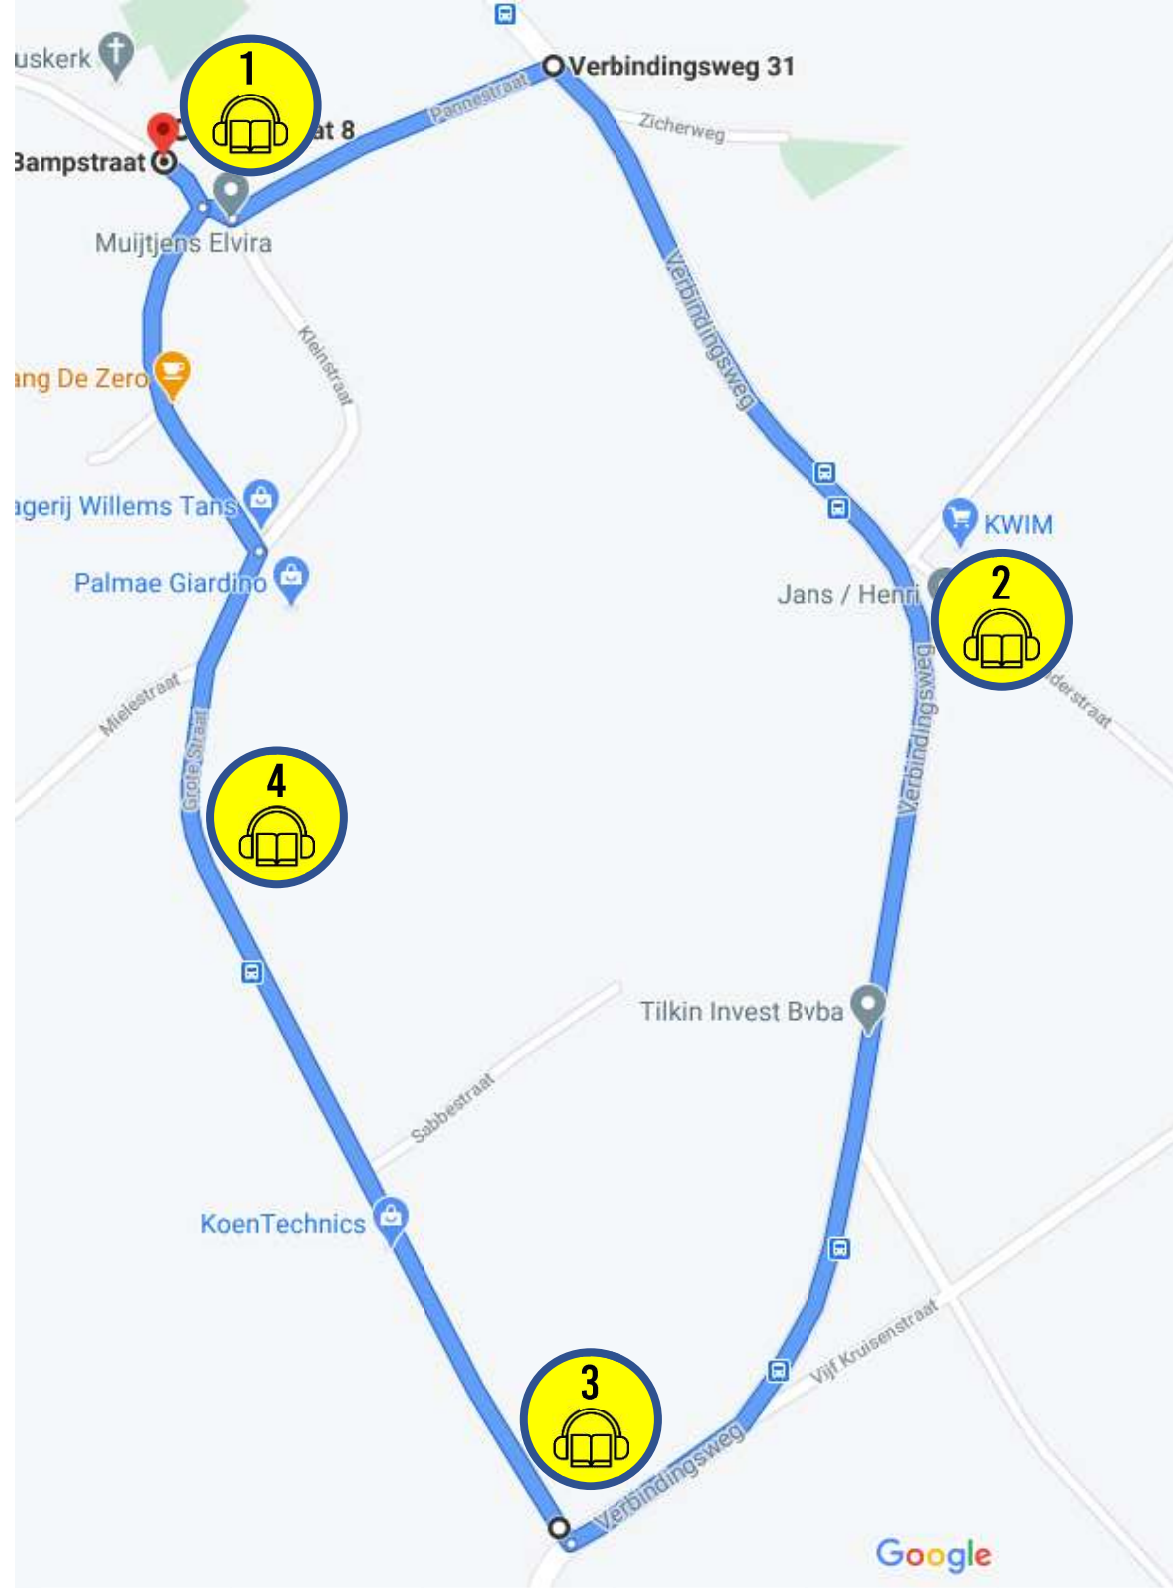 uskerk
1
Verbindingsweg 31
Pannestraat
Zicherweg
at 8
Bampstraat
Muijtjens Elvira
Verbindingsweg
Kleinstraat
ang De Zero
agerij Willems Tans
KWIM
Palmae Giardino
Jans / Henri
2
Verbindingsweg
derstraat
Mielestraat
Grote Straat
4
Tilkin Invest Bvba
Sabbestraat
KoenTechnics
Vijf Kruisenstraat
3
Verbindingsweg
Google